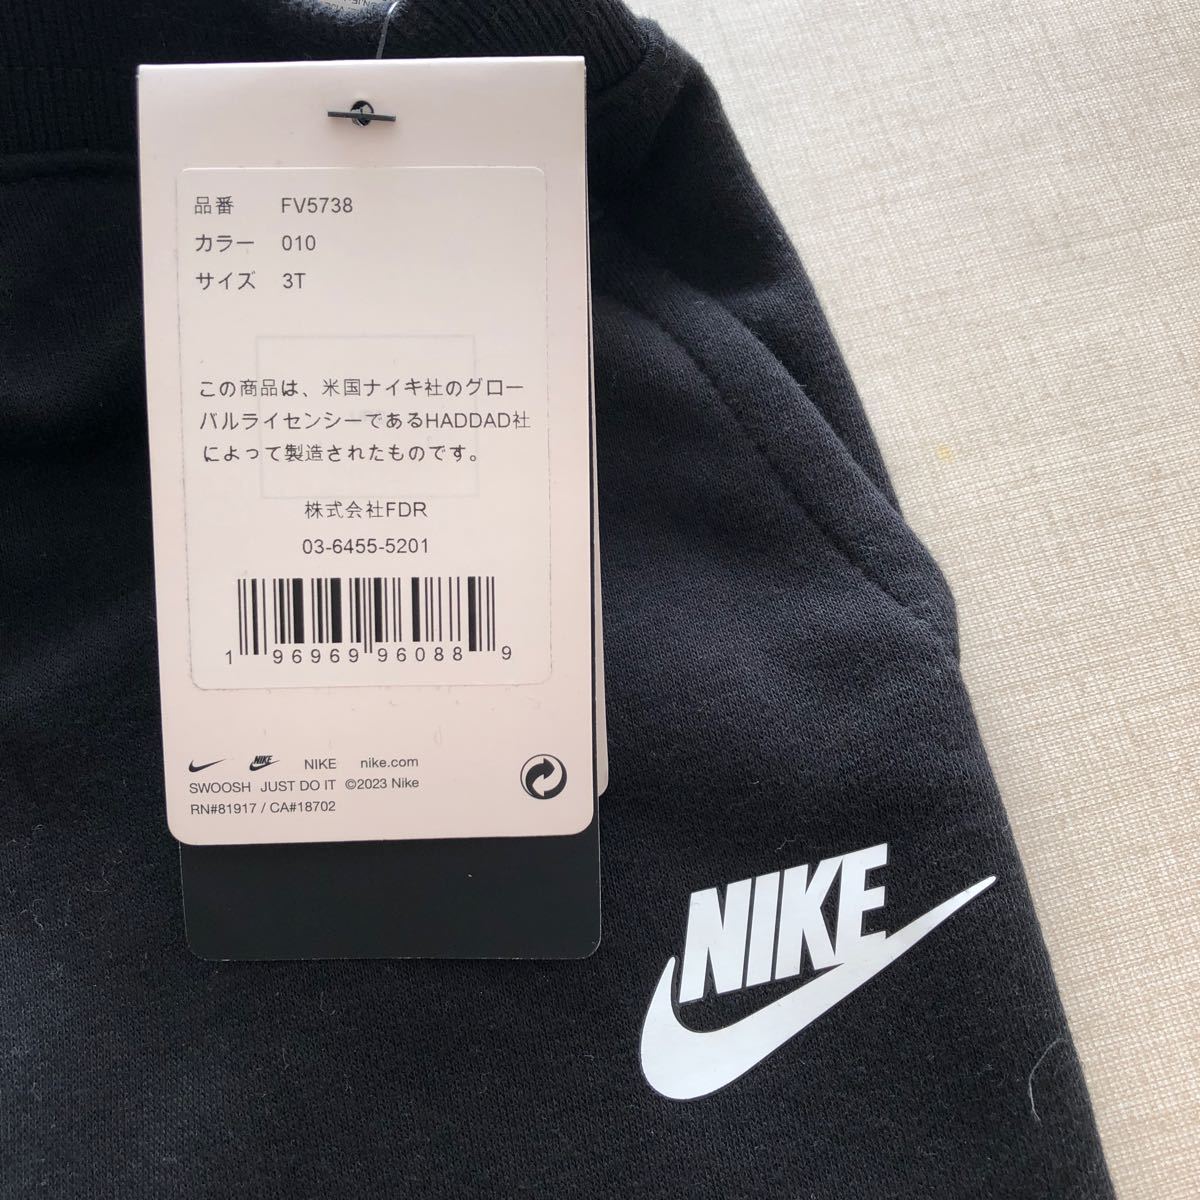 品番 FV5738
カラー 010
サイズ 3T
この商品は、米国ナイキ社のグロー
バルライセンシーであるHADDAD社
によって製造されたものです。
株式会社FDR
03-6455-5201
1 96969 96088 9
NIKE NIKE nike.com
SWOOSH JUST DO IT ©2023 Nike
RN#81917 / CA#18702
NIKE